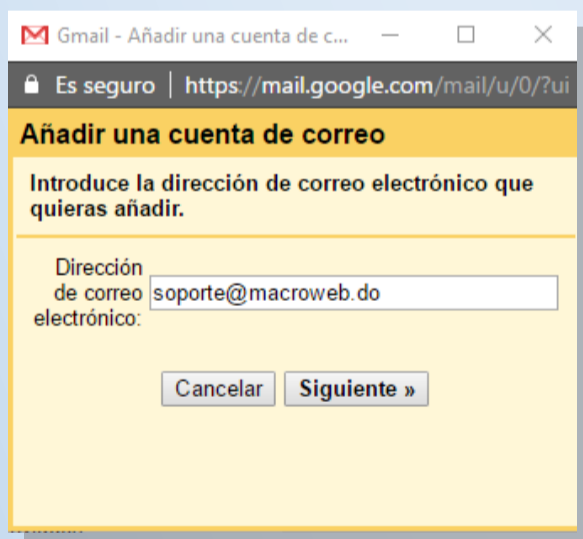 Gmail - Añadir una cuenta de c...
Es seguro | https://mail.google.com/mail/u/0/?ui
Añadir una cuenta de correo
Introduce la dirección de correo electrónico que
quieras añadir.
Dirección
de correo soporte@macroweb.do
electrónico:
Cancelar Siguiente »